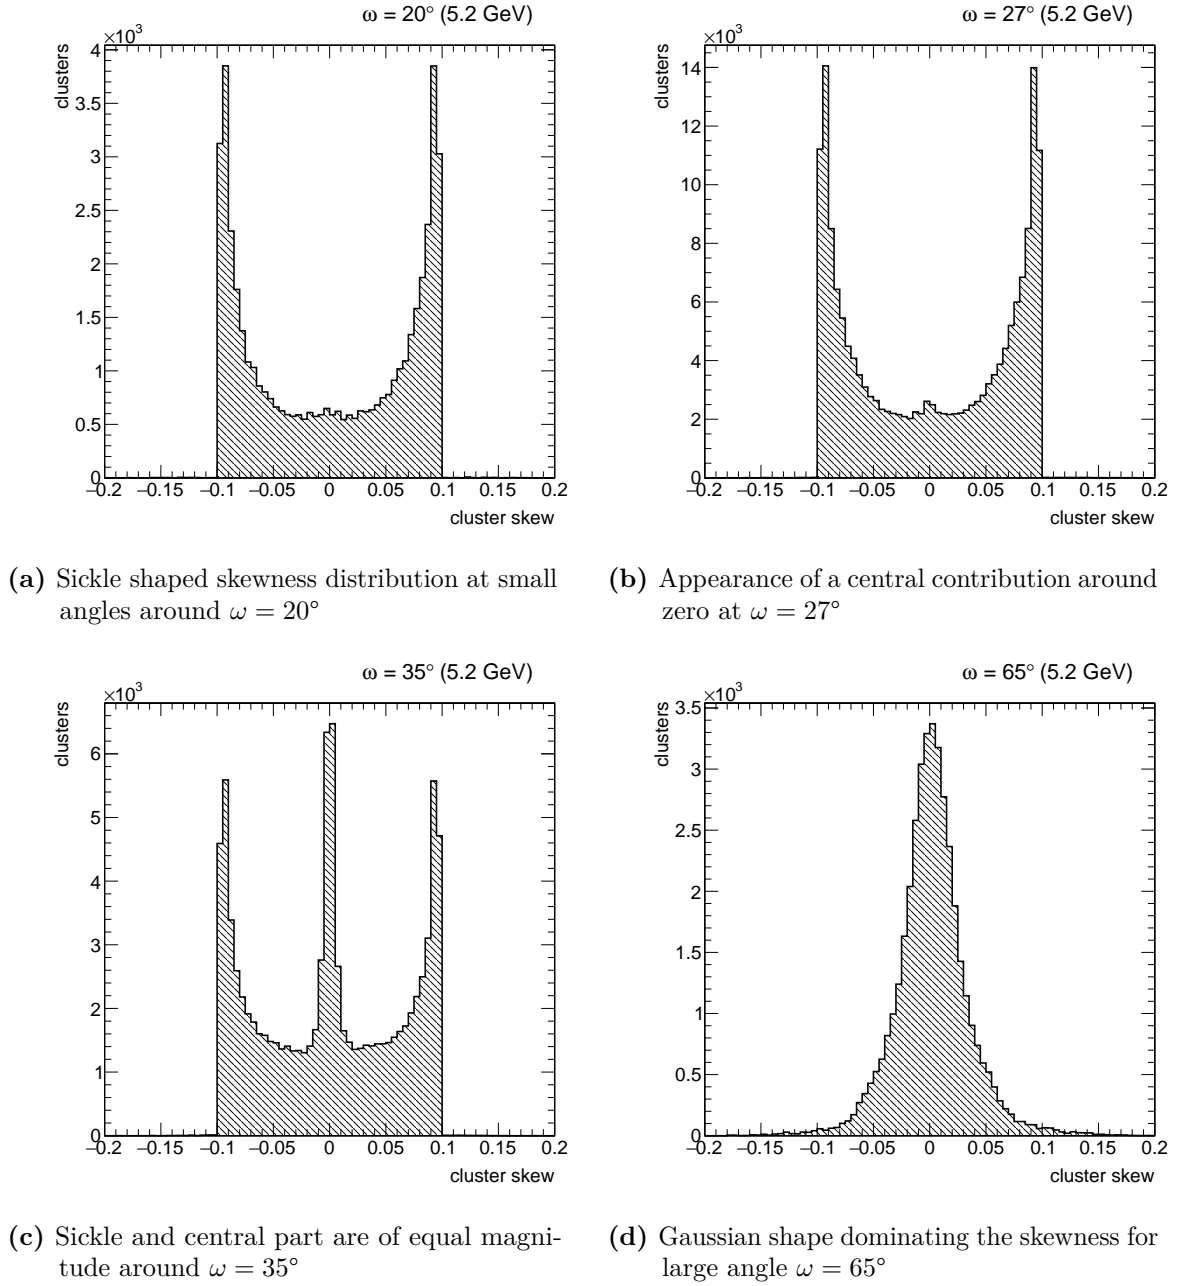 ω = 20° (5.2 GeV)
×10³
clusters
4
3.5
3
2.5
2
1.5
1
0.5
0
−0.2 −0.15 −0.1 −0.05 0 0.05 0.1 0.15 0.2
cluster skew
(a) Sickle shaped skewness distribution at small
angles around ω = 20°
ω = 27° (5.2 GeV)
×10³
clusters
14
12
10
8
6
4
2
0
−0.2 −0.15 −0.1 −0.05 0 0.05 0.1 0.15 0.2
cluster skew
(b) Appearance of a central contribution around
zero at ω = 27°
ω = 35° (5.2 GeV)
×10³
clusters
6
5
4
3
2
1
0
−0.2 −0.15 −0.1 −0.05 0 0.05 0.1 0.15 0.2
cluster skew
(c) Sickle and central part are of equal magni-
tude around ω = 35°
ω = 65° (5.2 GeV)
×10³
clusters
3.5
3
2.5
2
1.5
1
0.5
0
−0.2 −0.15 −0.1 −0.05 0 0.05 0.1 0.15 0.2
cluster skew
(d) Gaussian shape dominating the skewness for
large angle ω = 65°